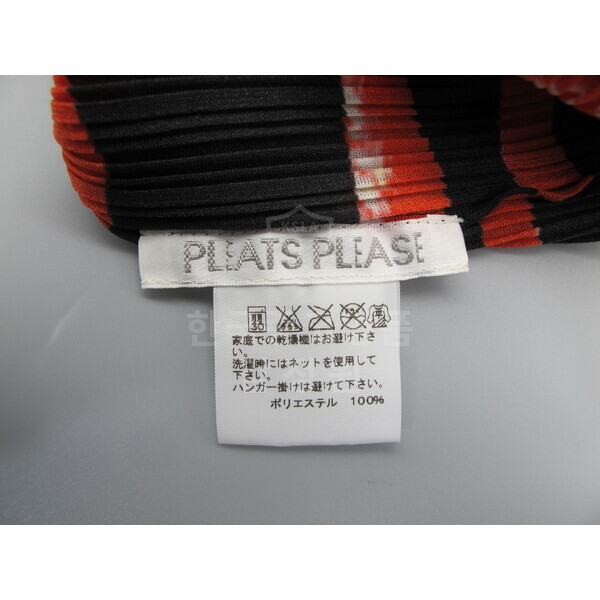 PLEATS PLEASE
弱
30
家庭での乾燥機はお避け下さ
い。
洗濯時にはネットを使用して
下さい。
ハンガー掛けは避けて下さい。
ポリエステル 100%